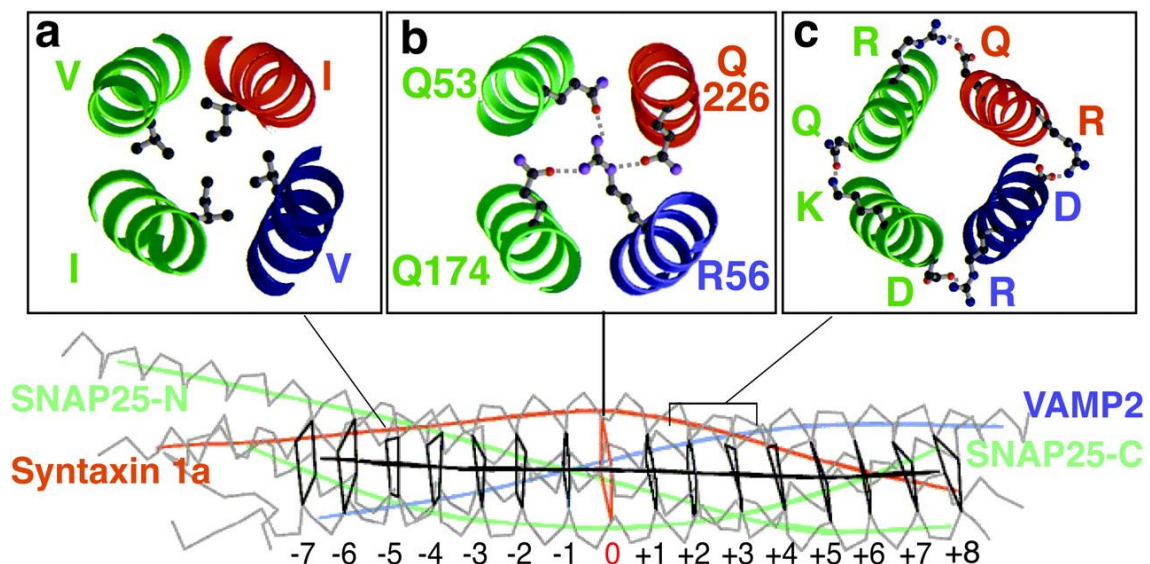 a
V
I
I
V
b
Q53
Q
226
Q174
R56
c
R
Q
Q
R
K
D
D
R
SNAP25-N
VAMP2
Syntaxin 1a
SNAP25-C
-7 -6 -5 -4 -3 -2 -1 0 +1 +2 +3 +4 +5 +6 +7 +8